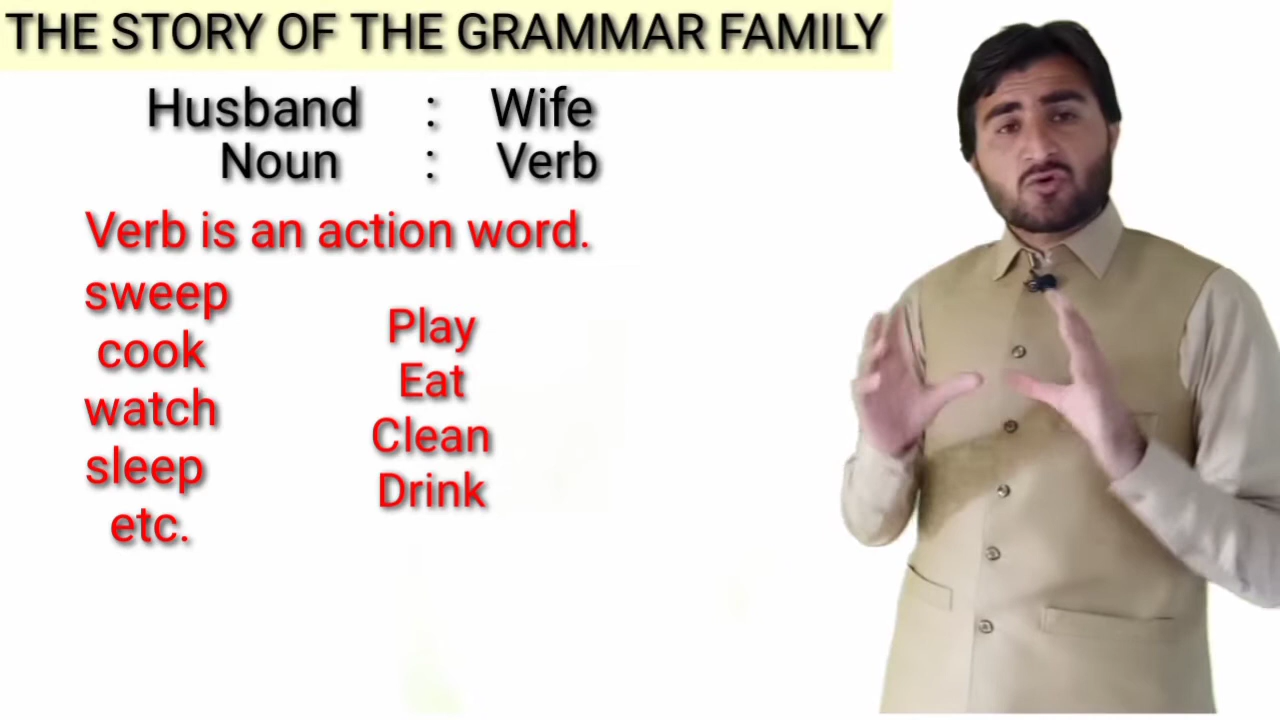 THE STORY OF THE GRAMMAR FAMILY
Husband : Wife
Noun : Verb
Verb is an action word.
sweep
cook
watch
sleep
etc.
Play
Eat
Clean
Drink